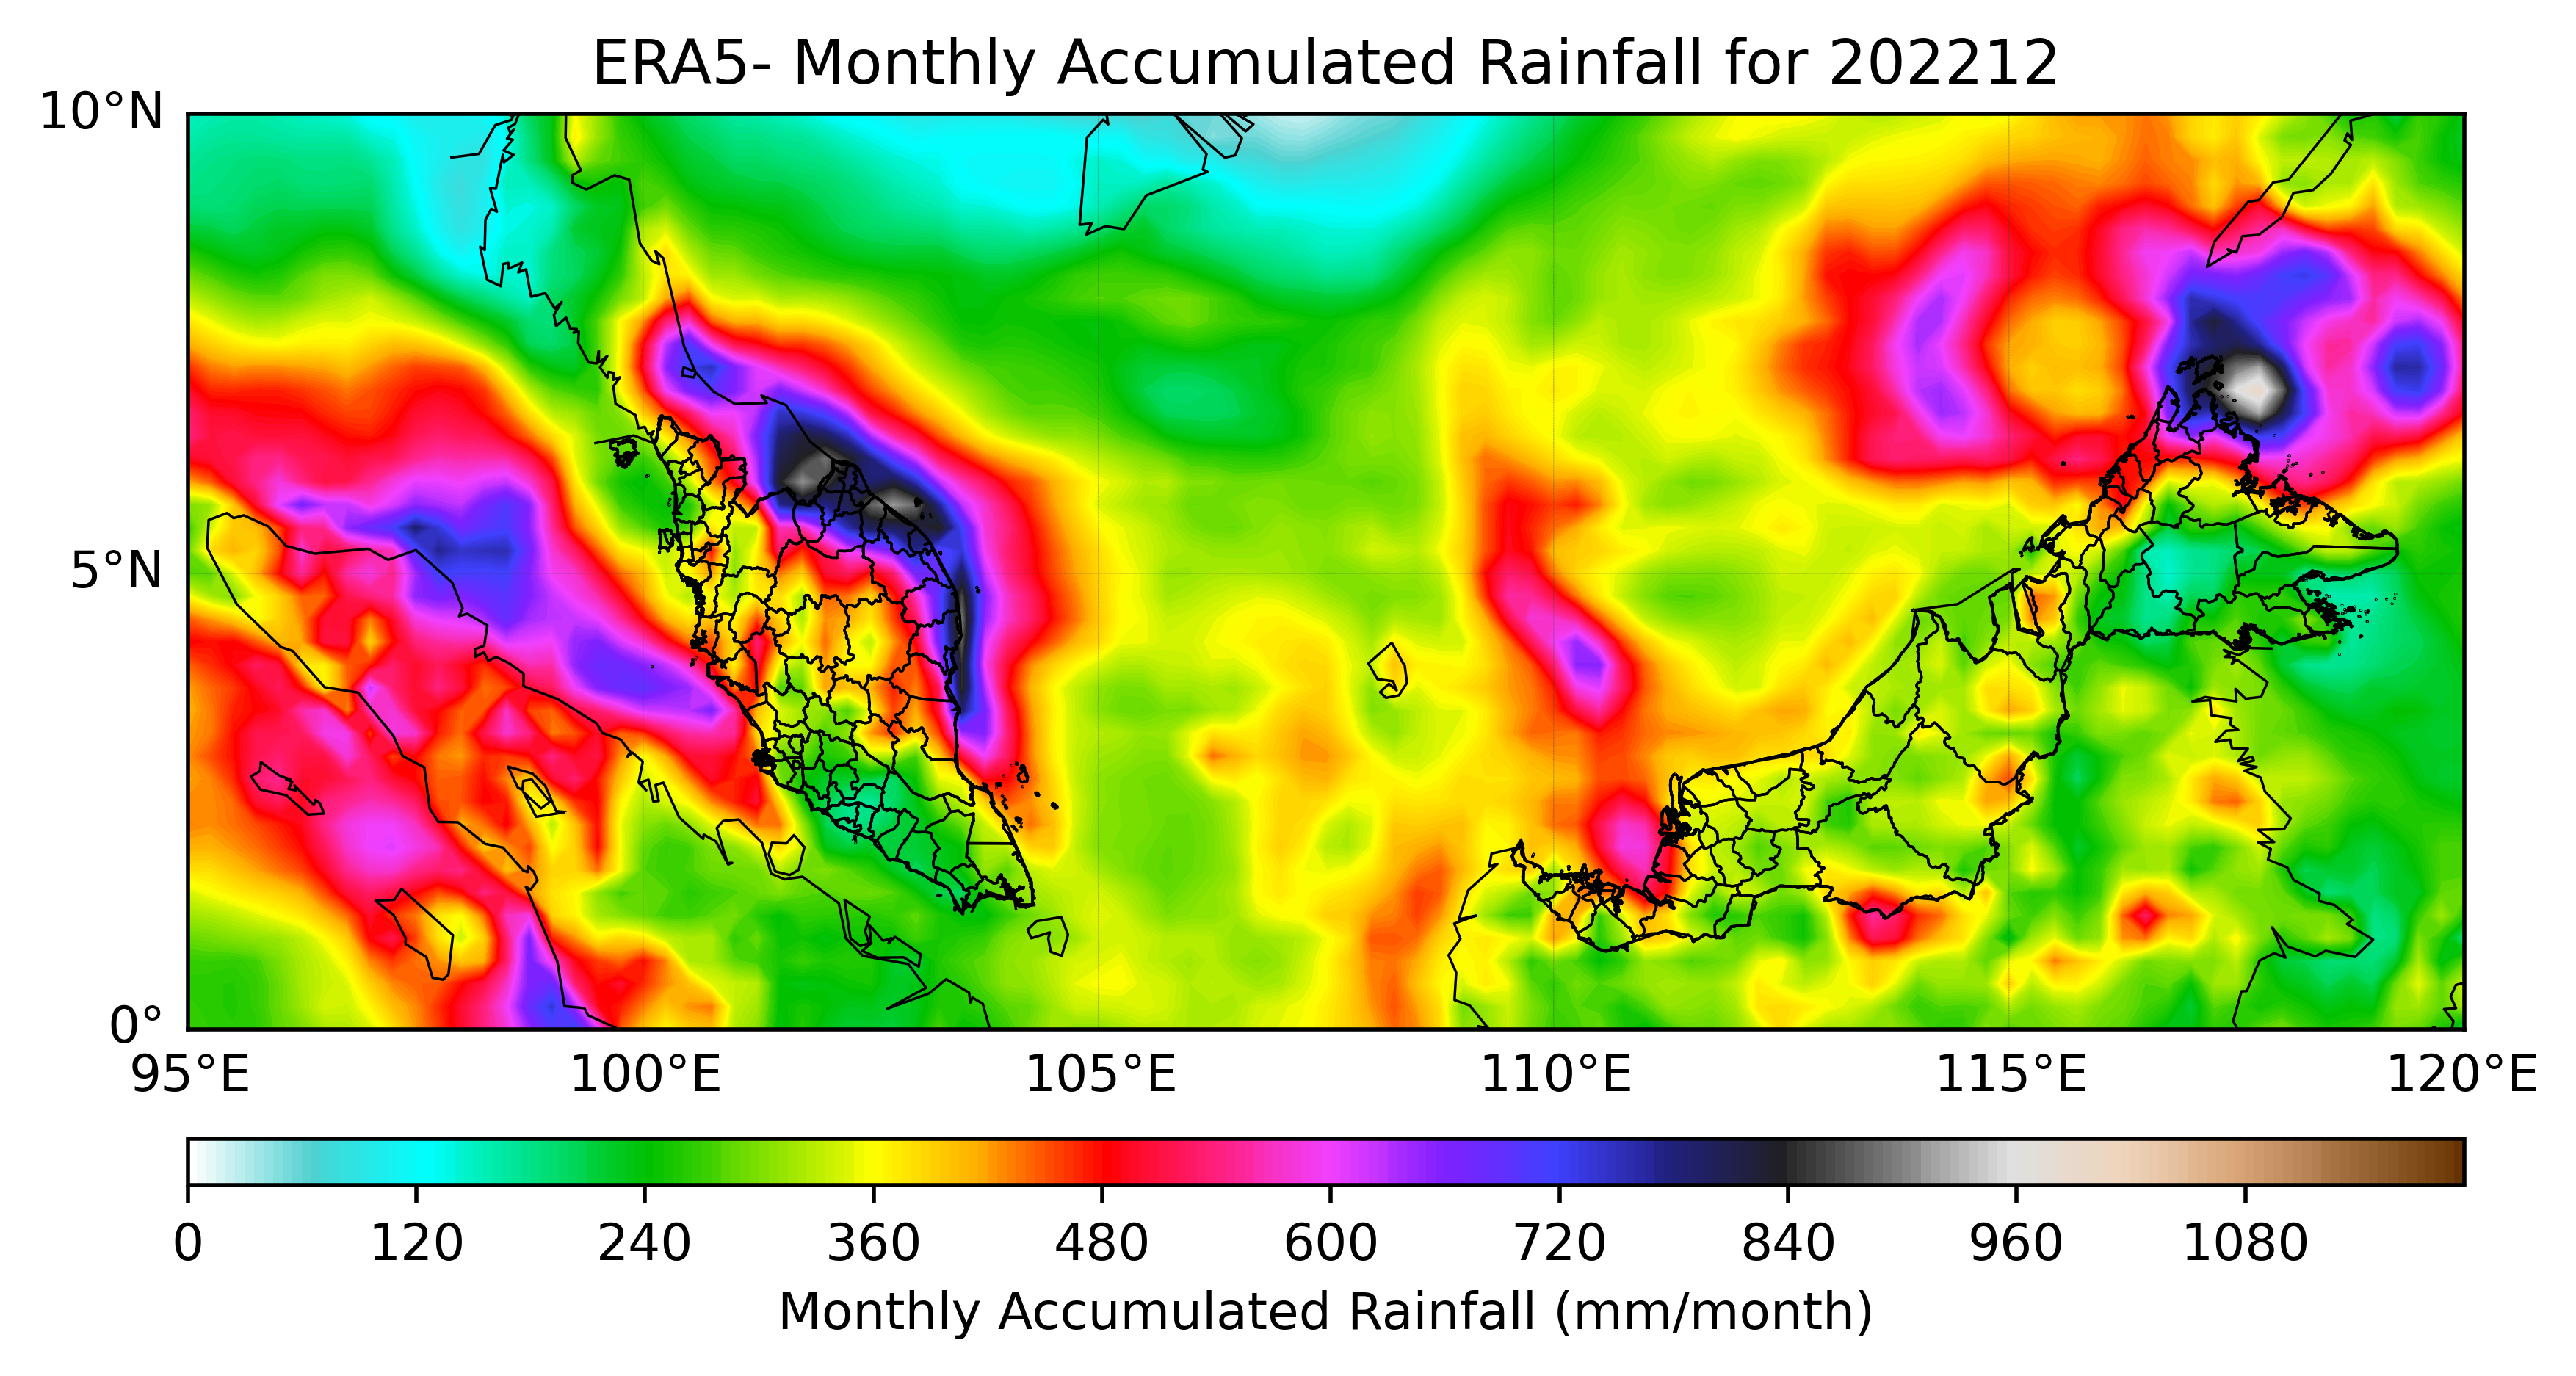 ERA5- Monthly Accumulated Rainfall for 202212
10°N
5°N
0°
95°E 100°E 105°E 110°E 115°E 120°E
0 120 240 360 480 600 720 840 960 1080
Monthly Accumulated Rainfall (mm/month)